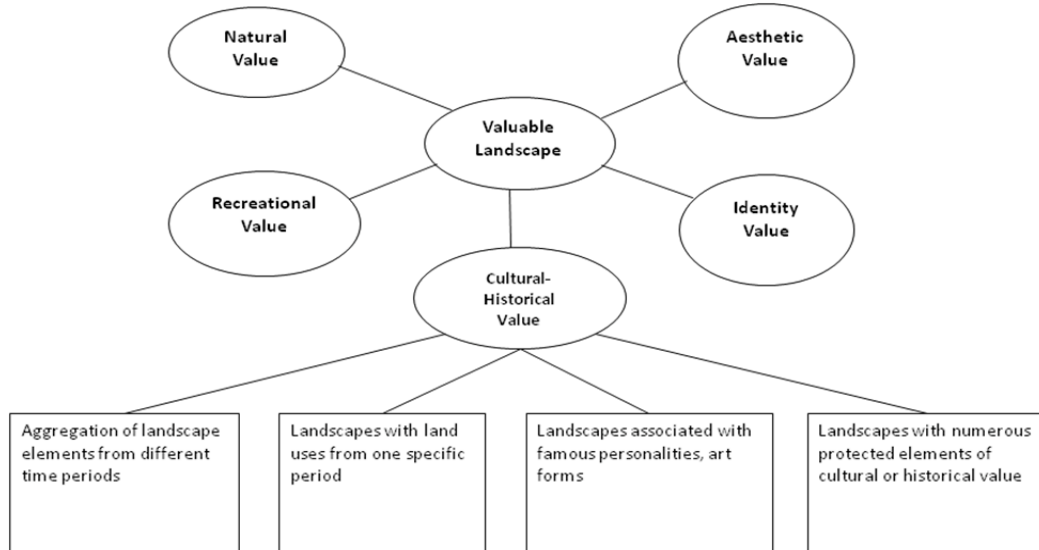 Natural
Value
Aesthetic
Value
Valuable
Landscape
Recreational
Value
Identity
Value
Cultural-
Historical
Value
Aggregation of landscape
elements from different
time periods
Landscapes with land
uses from one specific
period
Landscapes associated with
famous personalities, art
forms
Landscapes with numerous
protected elements of
cultural or historical value